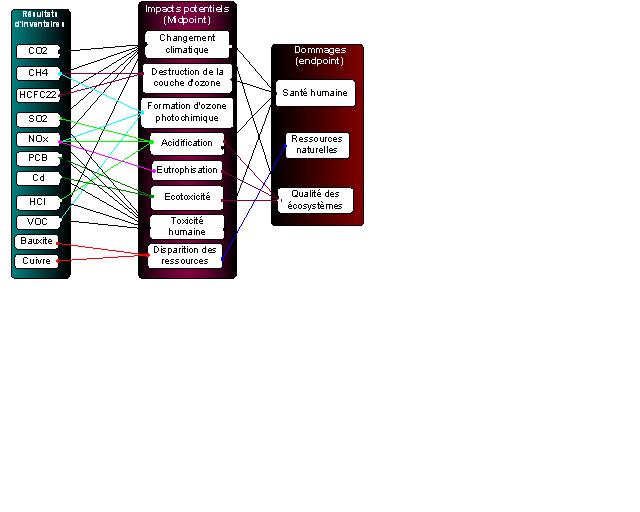 Résultats
d'inventaires
CO2
CH4
HCFC22
SO2
NOx
PCB
Cd
HCl
VOC
Bauxite
Cuivre
Impacts potentiels
(Midpoint)
Changement
climatique
Destruction de la
couche d'ozone
Formation d'ozone
photochimique
Acidification
Eutrophisation
Ecotoxicité
Toxicité
humaine
Disparition des
ressources
Dommages
(endpoint)
Santé humaine
Ressources
naturelles
Qualité des
écosystèmes